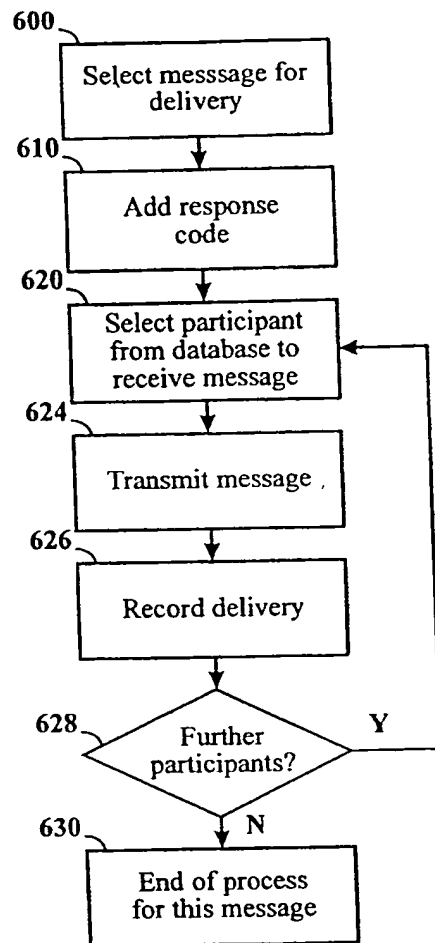 600
Select messsage for
delivery
610
Add response
code
620
Select participant
from database to
receive message
624
Transmit message
626
Record delivery
628
Further
participants?
Y
N
630
End of process
for this message